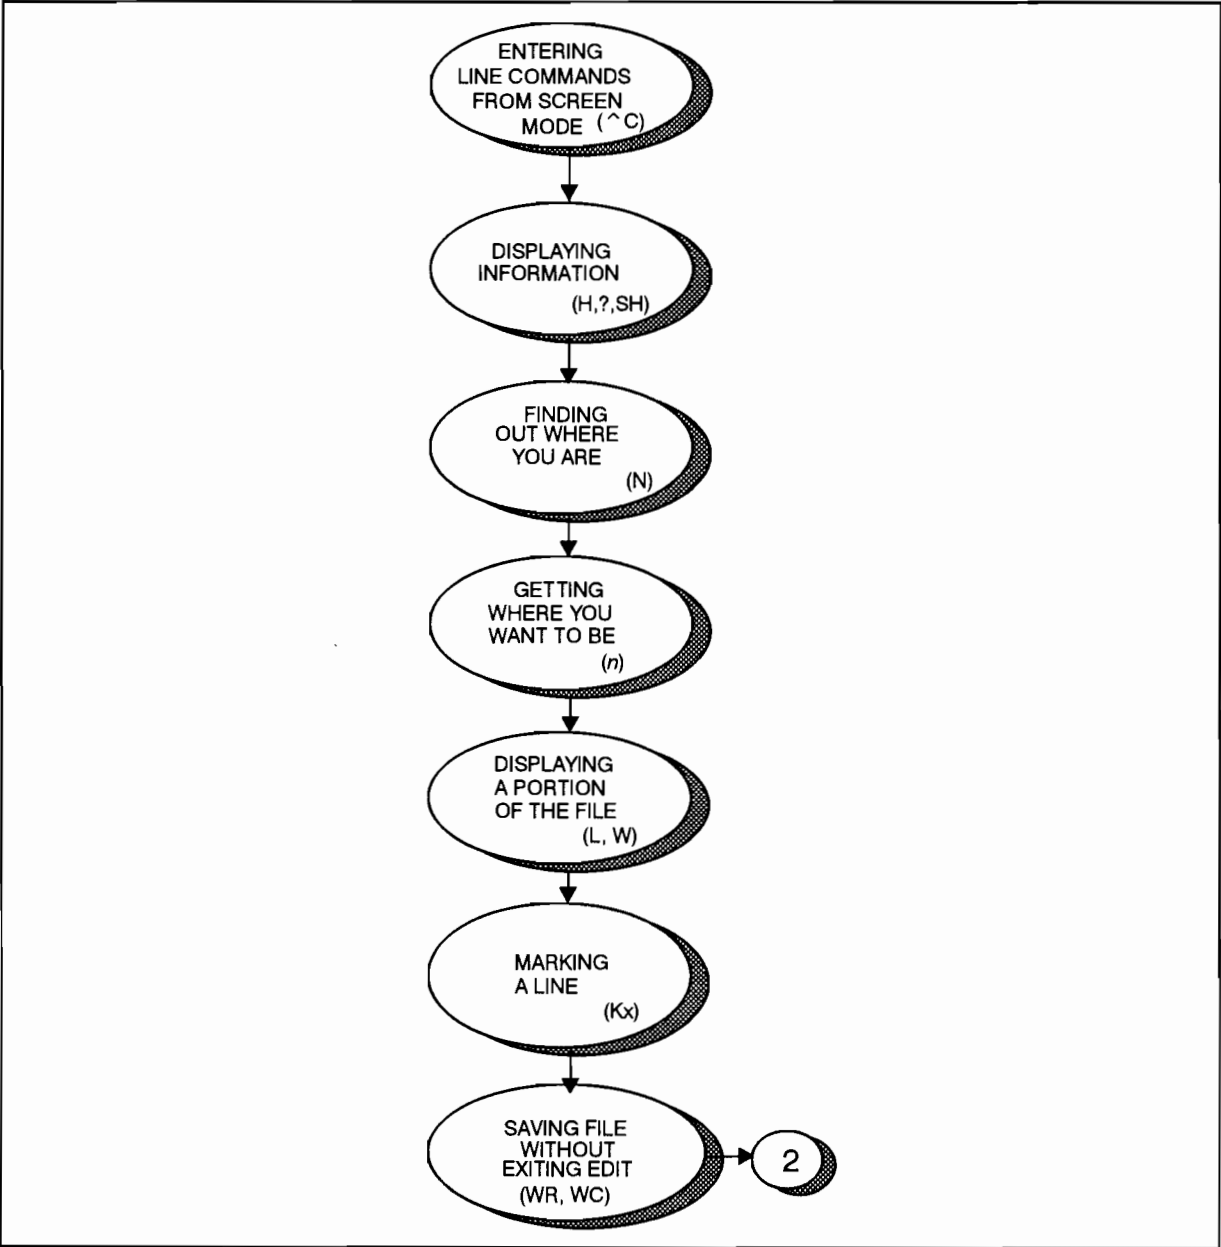 ENTERING
LINE COMMANDS
FROM SCREEN
MODE (^C)
DISPLAYING
INFORMATION
(H,?,SH)
FINDING
OUT WHERE
YOU ARE
(N)
GETTING
WHERE YOU
WANT TO BE
(n)
DISPLAYING
A PORTION
OF THE FILE
(L, W)
MARKING
A LINE
(Kx)
SAVING FILE
WITHOUT
EXITING EDIT
(WR, WC)
2